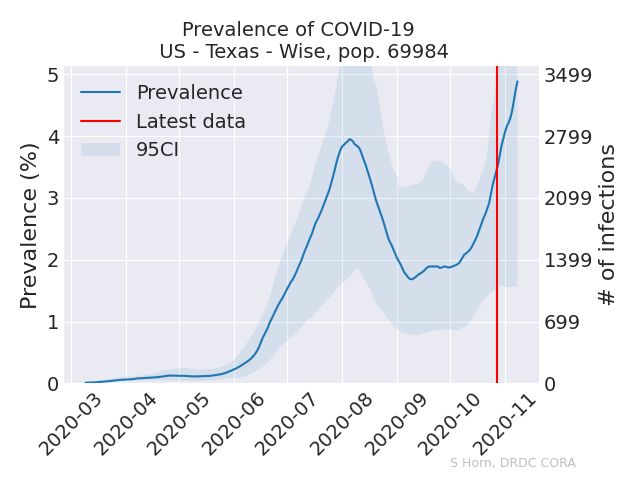 Prevalence of COVID-19
US - Texas - Wise, pop. 69984
Prevalence (%)
5
4
3
2
1
0
Prevalence
Latest data
95CI
3499
2799
2099
1399
699
0
# of infections
2020-03
2020-04
2020-05
2020-06
2020-07
2020-08
2020-09
2020-10
2020-11
S Horn, DRDC CORA